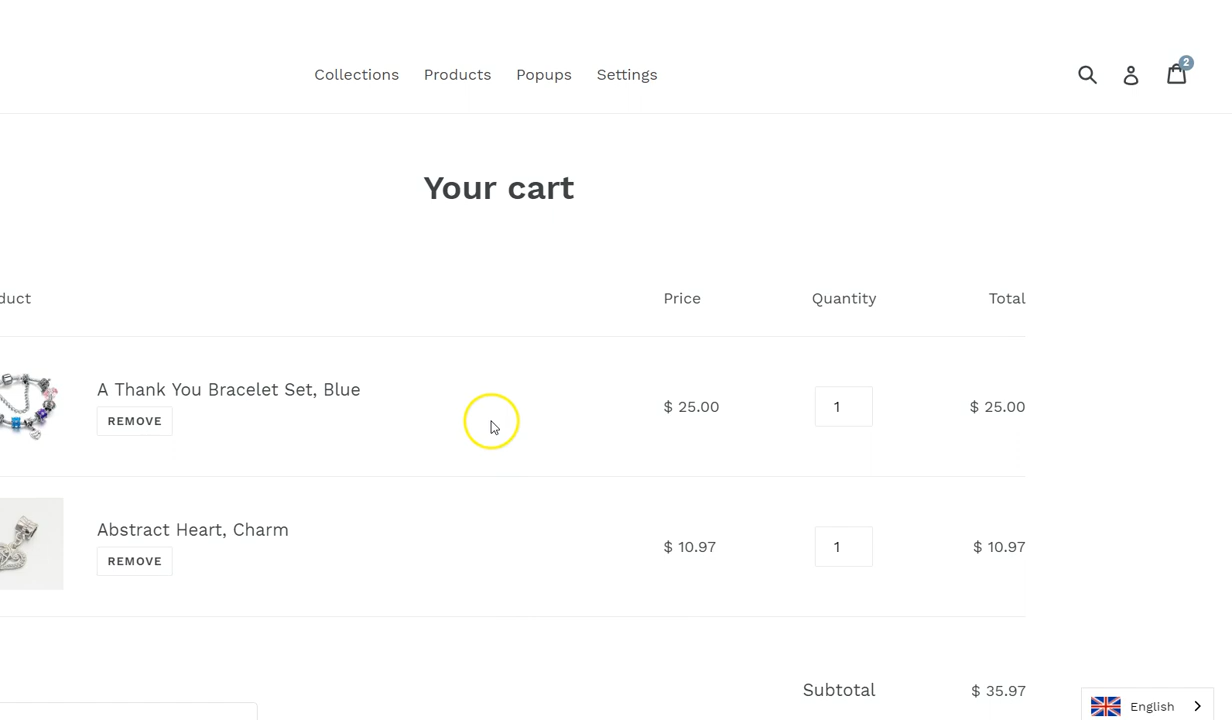 Collections Products Popups Settings
2
Your cart
duct Price Quantity Total
A Thank You Bracelet Set, Blue
REMOVE
$ 25.00 1 $ 25.00
Abstract Heart, Charm
REMOVE
$ 10.97 1 $ 10.97
Subtotal $ 35.97
English